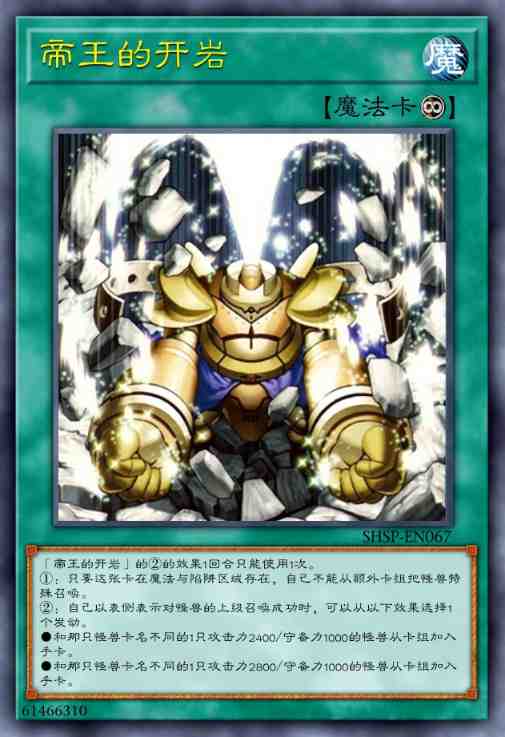 帝王的开岩
魔
【魔法卡】
SHSP-EN067
「帝王的开岩」的②的效果1回合只能使用1次。
①：只要这张卡在魔法与陷阱区域存在，自己不能从额外卡组把怪兽特
殊召唤。
②：自己以表侧表示对怪兽的上级召唤成功时，可以从以下效果选择1
个发动。
●和那只怪兽卡名不同的1只攻击力2400/守备力1000的怪兽从卡组加入
手卡。
●和那只怪兽卡名不同的1只攻击力2800/守备力1000的怪兽从卡组加入
手卡。
61466310